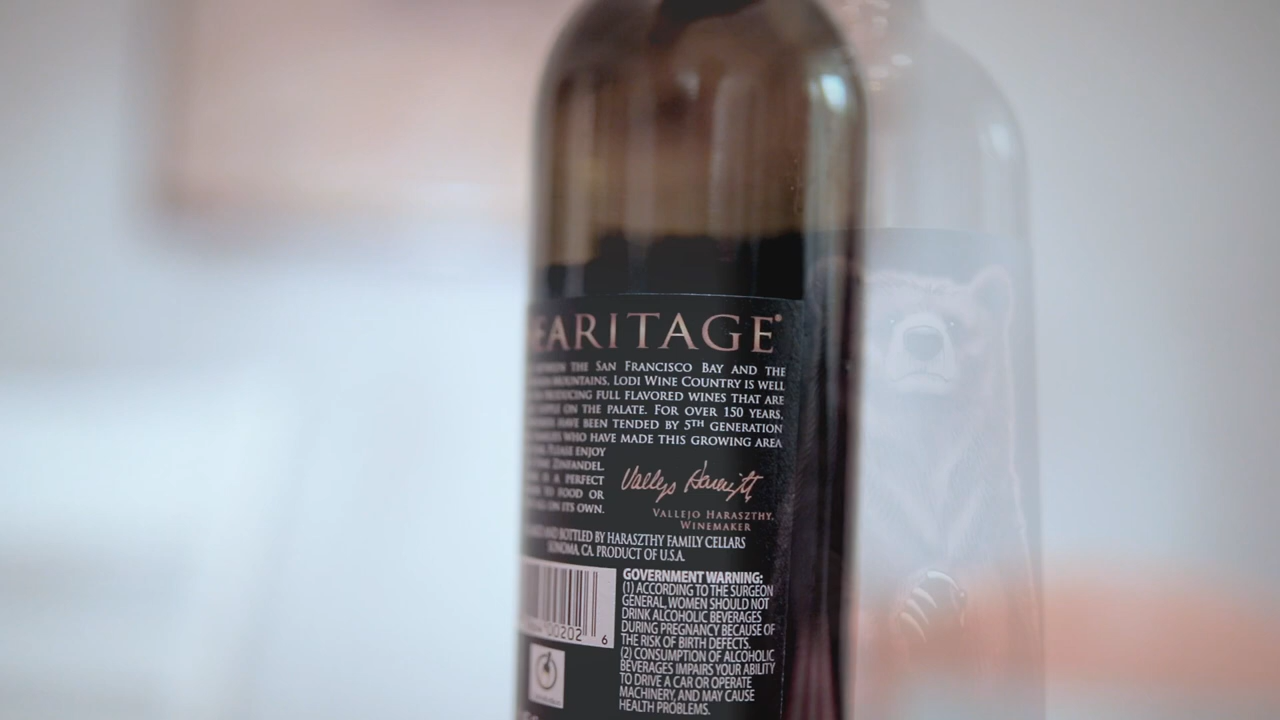 EARITAGE
THE SAN FRANCISCO BAY AND THE
MOUNTAINS, LODI WINE COUNTRY IS WELL
PRODUCING FULL FLAVORED WINES THAT ARE
ON THE PALATE. FOR OVER 150 YEARS,
HAVE BEEN TENDED BY 5TH GENERATION
WHO HAVE MADE THIS GROWING AREA
PLEASE ENJOY
ZINFANDEL
IS A PERFECT
TO FOOD OR
ON ITS OWN.
VALLEJO HARASZTHY,
WINEMAKER
AND BOTTLED BY HARASZTHY FAMILY CELLARS
SONOMA, CA. PRODUCT OF U.S.A.
00202 6
GOVERNMENT WARNING:
(1) ACCORDING TO THE SURGEON
GENERAL, WOMEN SHOULD NOT
DRINK ALCOHOLIC BEVERAGES
DURING PREGNANCY BECAUSE OF
THE RISK OF BIRTH DEFECTS.
(2) CONSUMPTION OF ALCOHOLIC
BEVERAGES IMPAIRS YOUR ABILITY
TO DRIVE A CAR OR OPERATE
MACHINERY, AND MAY CAUSE
HEALTH PROBLEMS.